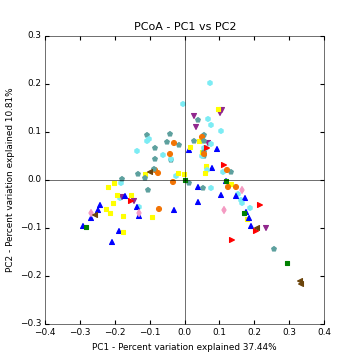 PCoA - PC1 vs PC2
0.3
0.2
0.1
0.0
−0.1
−0.2
−0.3
−0.4 −0.3 −0.2 −0.1 0.0 0.1 0.2 0.3 0.4
PC2 - Percent variation explained 10.81%
PC1 - Percent variation explained 37.44%